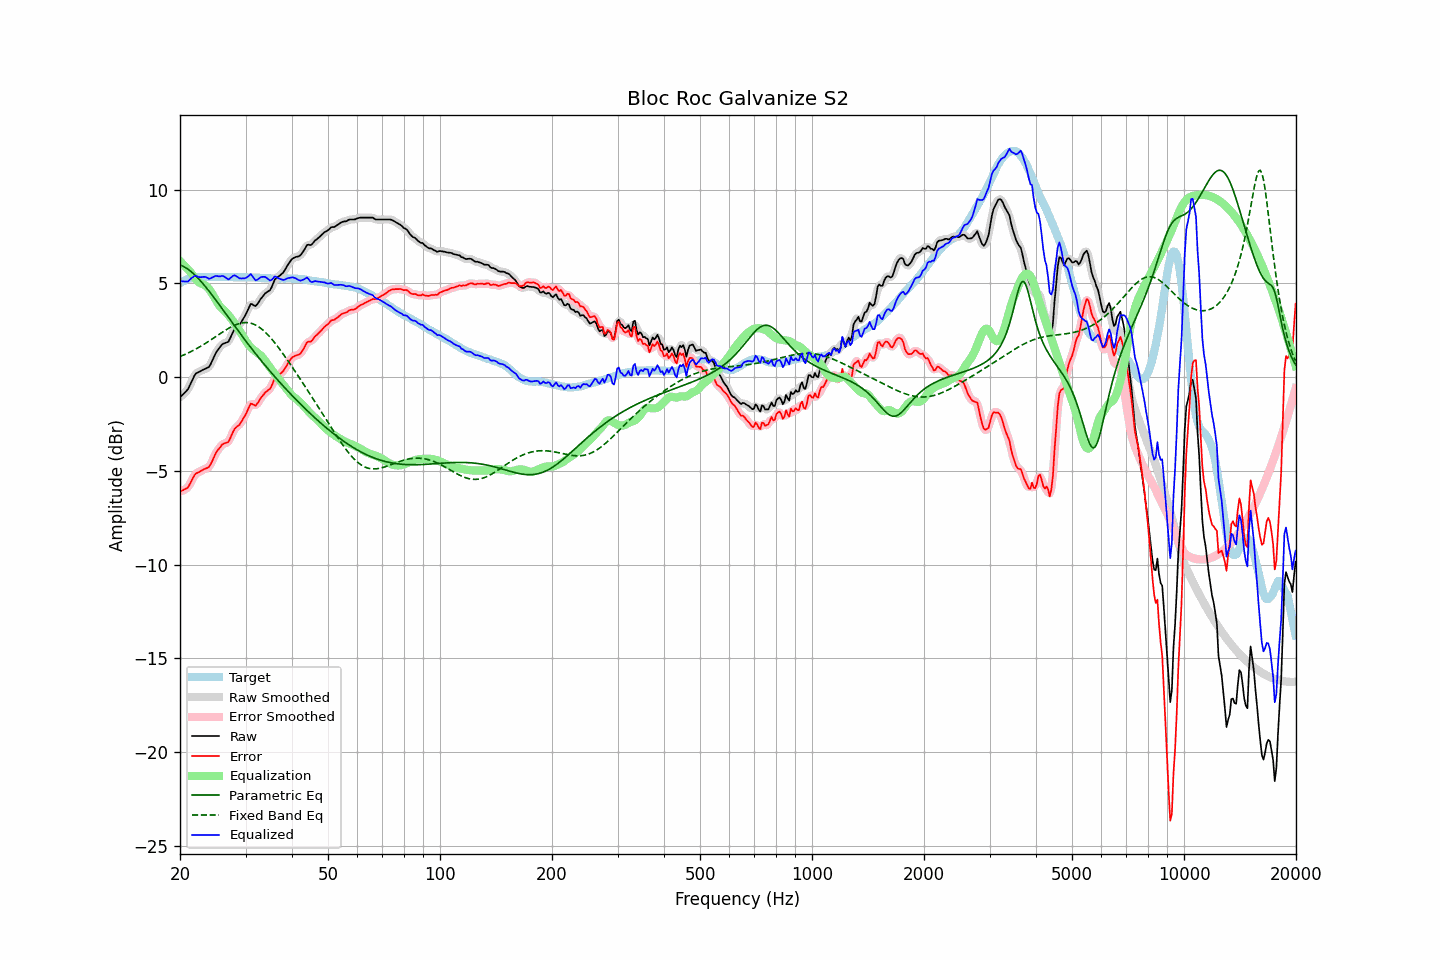 Bloc Roc Galvanize S2
Amplitude (dBr)
10
5
0
−5
−10
−15
−20
−25
Target
Raw Smoothed
Error Smoothed
Raw
Error
Equalization
Parametric Eq
Fixed Band Eq
Equalized
20
50
100
200
500
1000
2000
5000
10000
20000
Frequency (Hz)